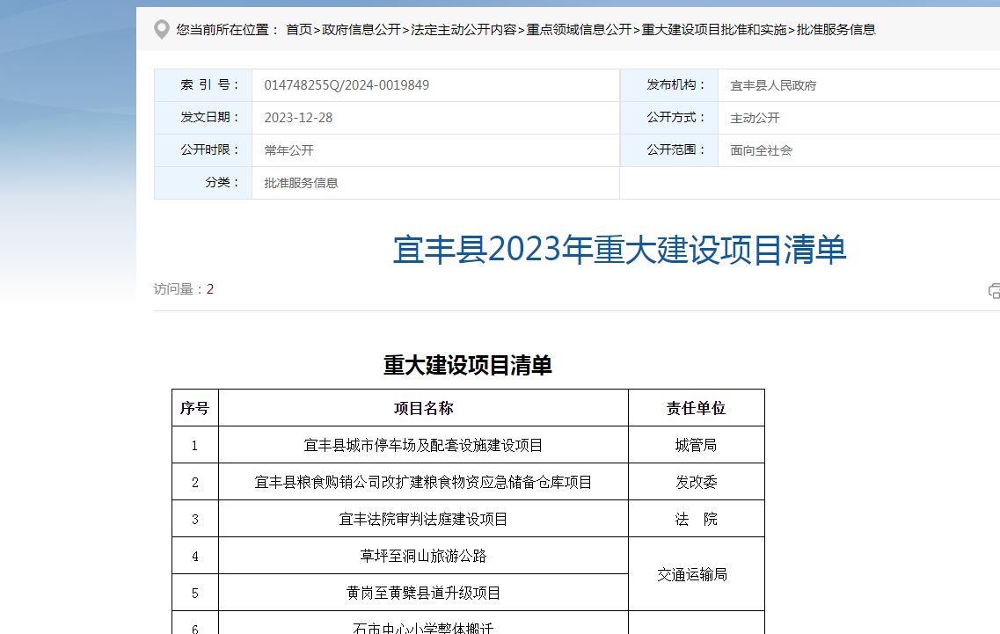 您当前所在位置： 首页>政府信息公开>法定主动公开内容>重点领域信息公开>重大建设项目批准和实施>批准服务信息
索 引 号： 014748255Q/2024-0019849 发布机构： 宜丰县人民政府
发文日期： 2023-12-28 公开方式： 主动公开
公开时限： 常年公开 公开范围： 面向全社会
分类： 批准服务信息
宜丰县2023年重大建设项目清单
访问量：2
重大建设项目清单
序号 项目名称 责任单位
1 宜丰县城市停车场及配套设施建设项目 城管局
2 宜丰县粮食购销公司改扩建粮食物资应急储备仓库项目 发改委
3 宜丰法院审判法庭建设项目 法 院
4 草坪至洞山旅游公路
交通运输局
5 黄岗至黄檗县道升级项目
6 石市中心小学整体搬迁